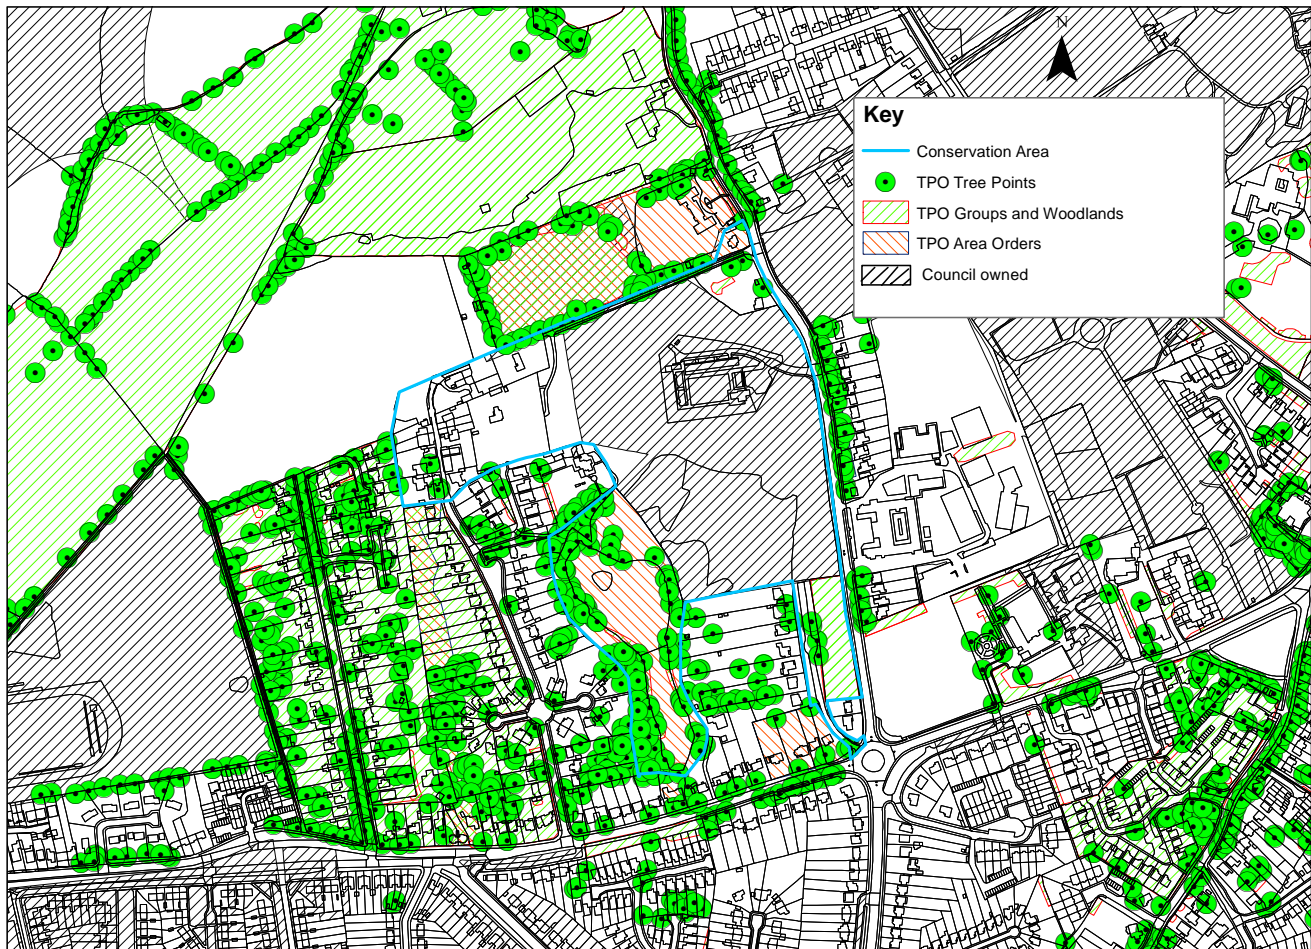 N
Key
Conservation Area
TPO Tree Points
TPO Groups and Woodlands
TPO Area Orders
Council owned